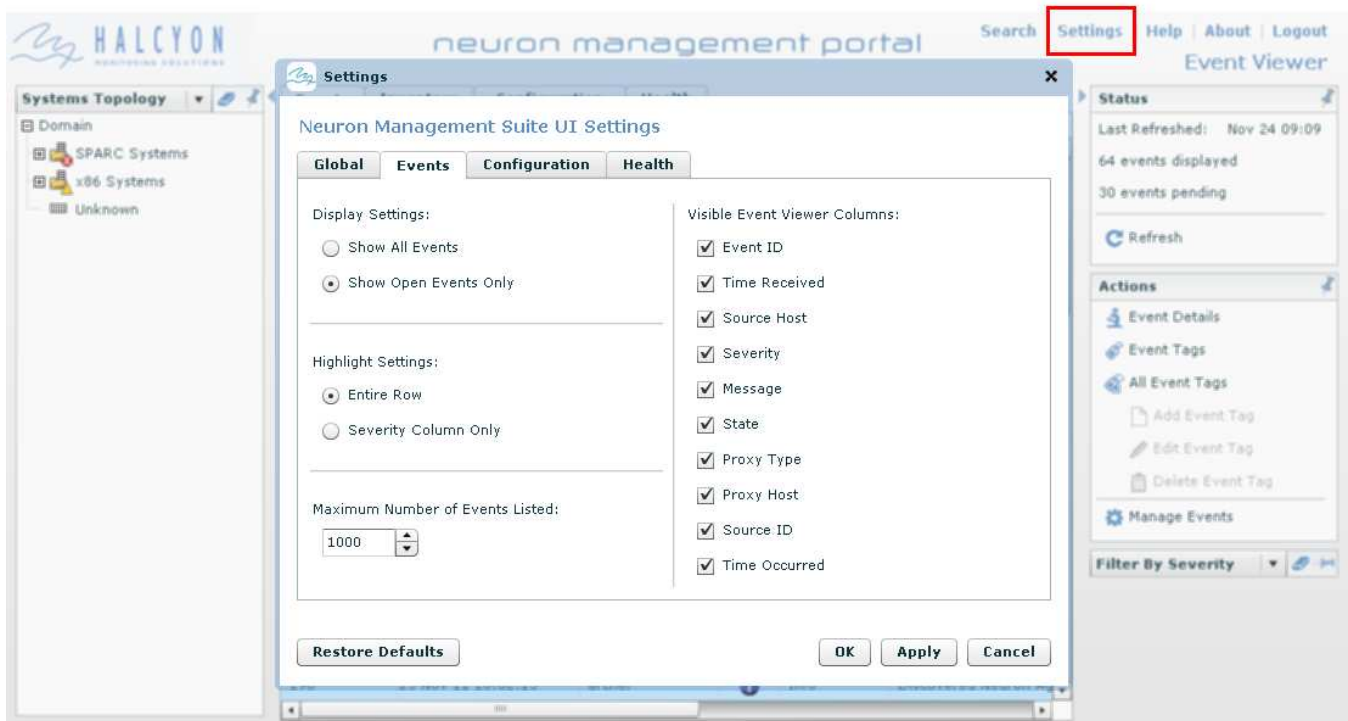 HALCYON
MONITORING SOLUTIONS
neuron management portal
Search Settings Help About Logout
Event Viewer
Systems Topology
Domain
SPARC Systems
x86 Systems
Unknown
Settings
Neuron Management Suite UI Settings
Global Events Configuration Health
Display Settings:
Show All Events
Show Open Events Only
Highlight Settings:
Entire Row
Severity Column Only
Maximum Number of Events Listed:
1000
Visible Event Viewer Columns:
Event ID
Time Received
Source Host
Severity
Message
State
Proxy Type
Proxy Host
Source ID
Time Occurred
Restore Defaults OK Apply Cancel
Status
Last Refreshed: Nov 24 09:09
64 events displayed
30 events pending
Refresh
Actions
Event Details
Event Tags
All Event Tags
Add Event Tag
Edit Event Tag
Delete Event Tag
Manage Events
Filter By Severity